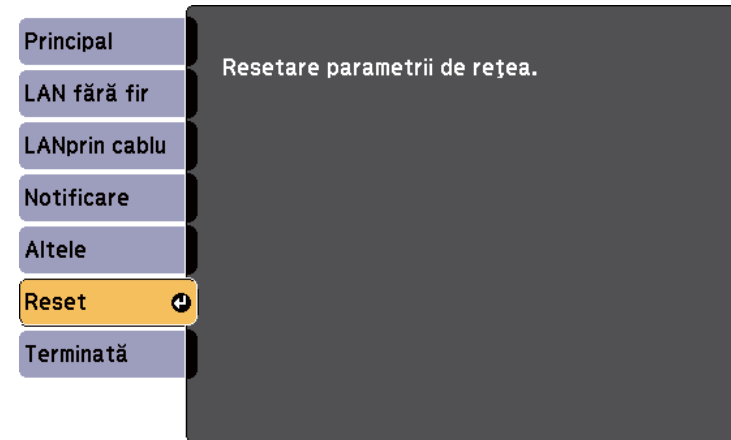 Principal
LAN fără fir
LANprin cablu
Notificare
Altele
Reset
Terminată
Resetare parametrii de reţea.